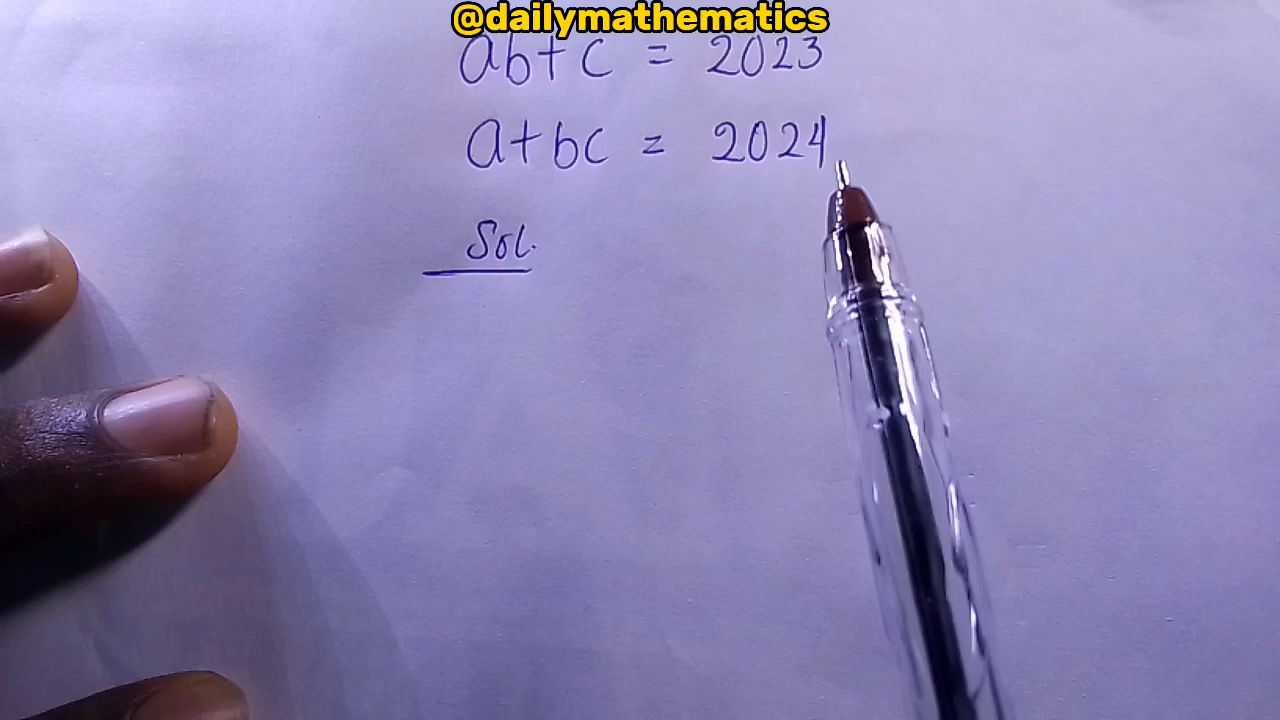 @dailymathematics
ab+c = 2023
a+bc = 2024
Sol.